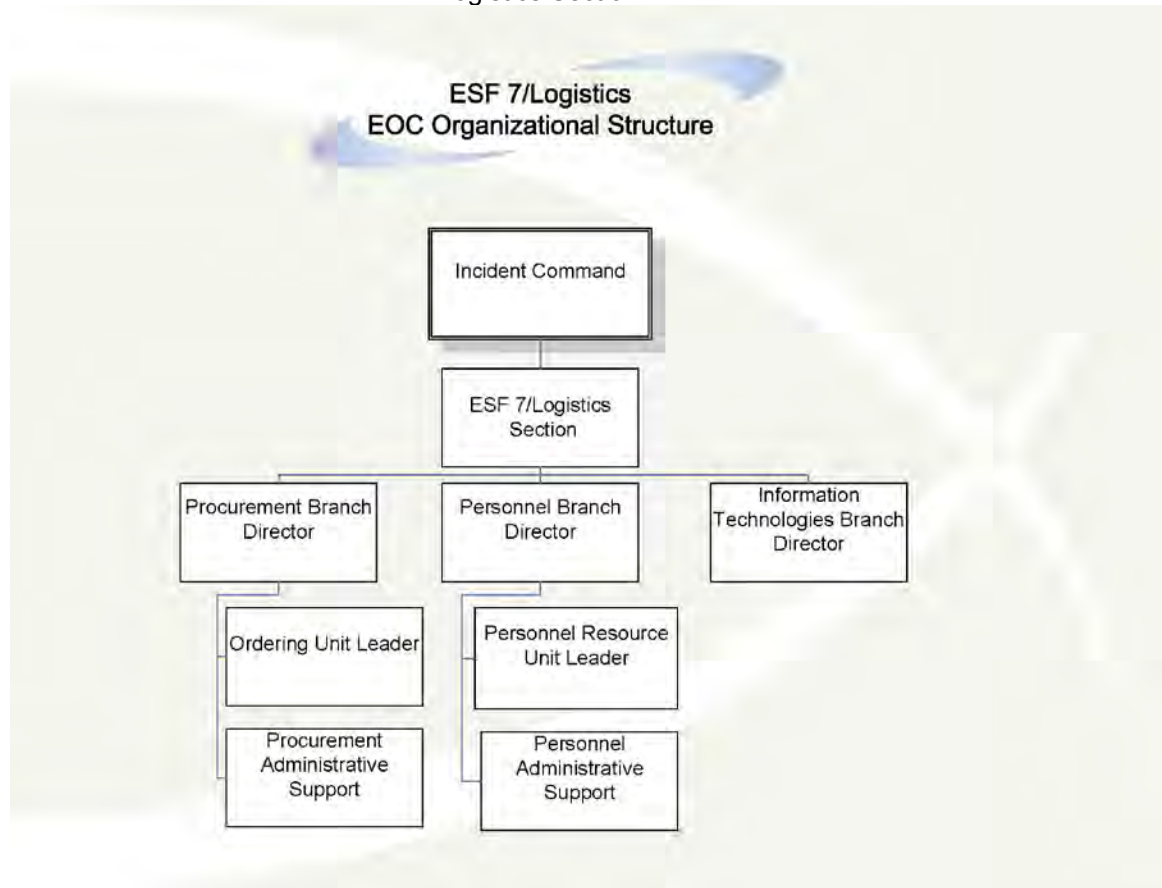 ESF 7/Logistics
EOC Organizational Structure
Incident Command
ESF 7/Logistics
Section
Procurement Branch
Director
Personnel Branch
Director
Information
Technologies Branch
Director
Ordering Unit Leader
Personnel Resource
Unit Leader
Procurement
Administrative
Support
Personnel
Administrative
Support